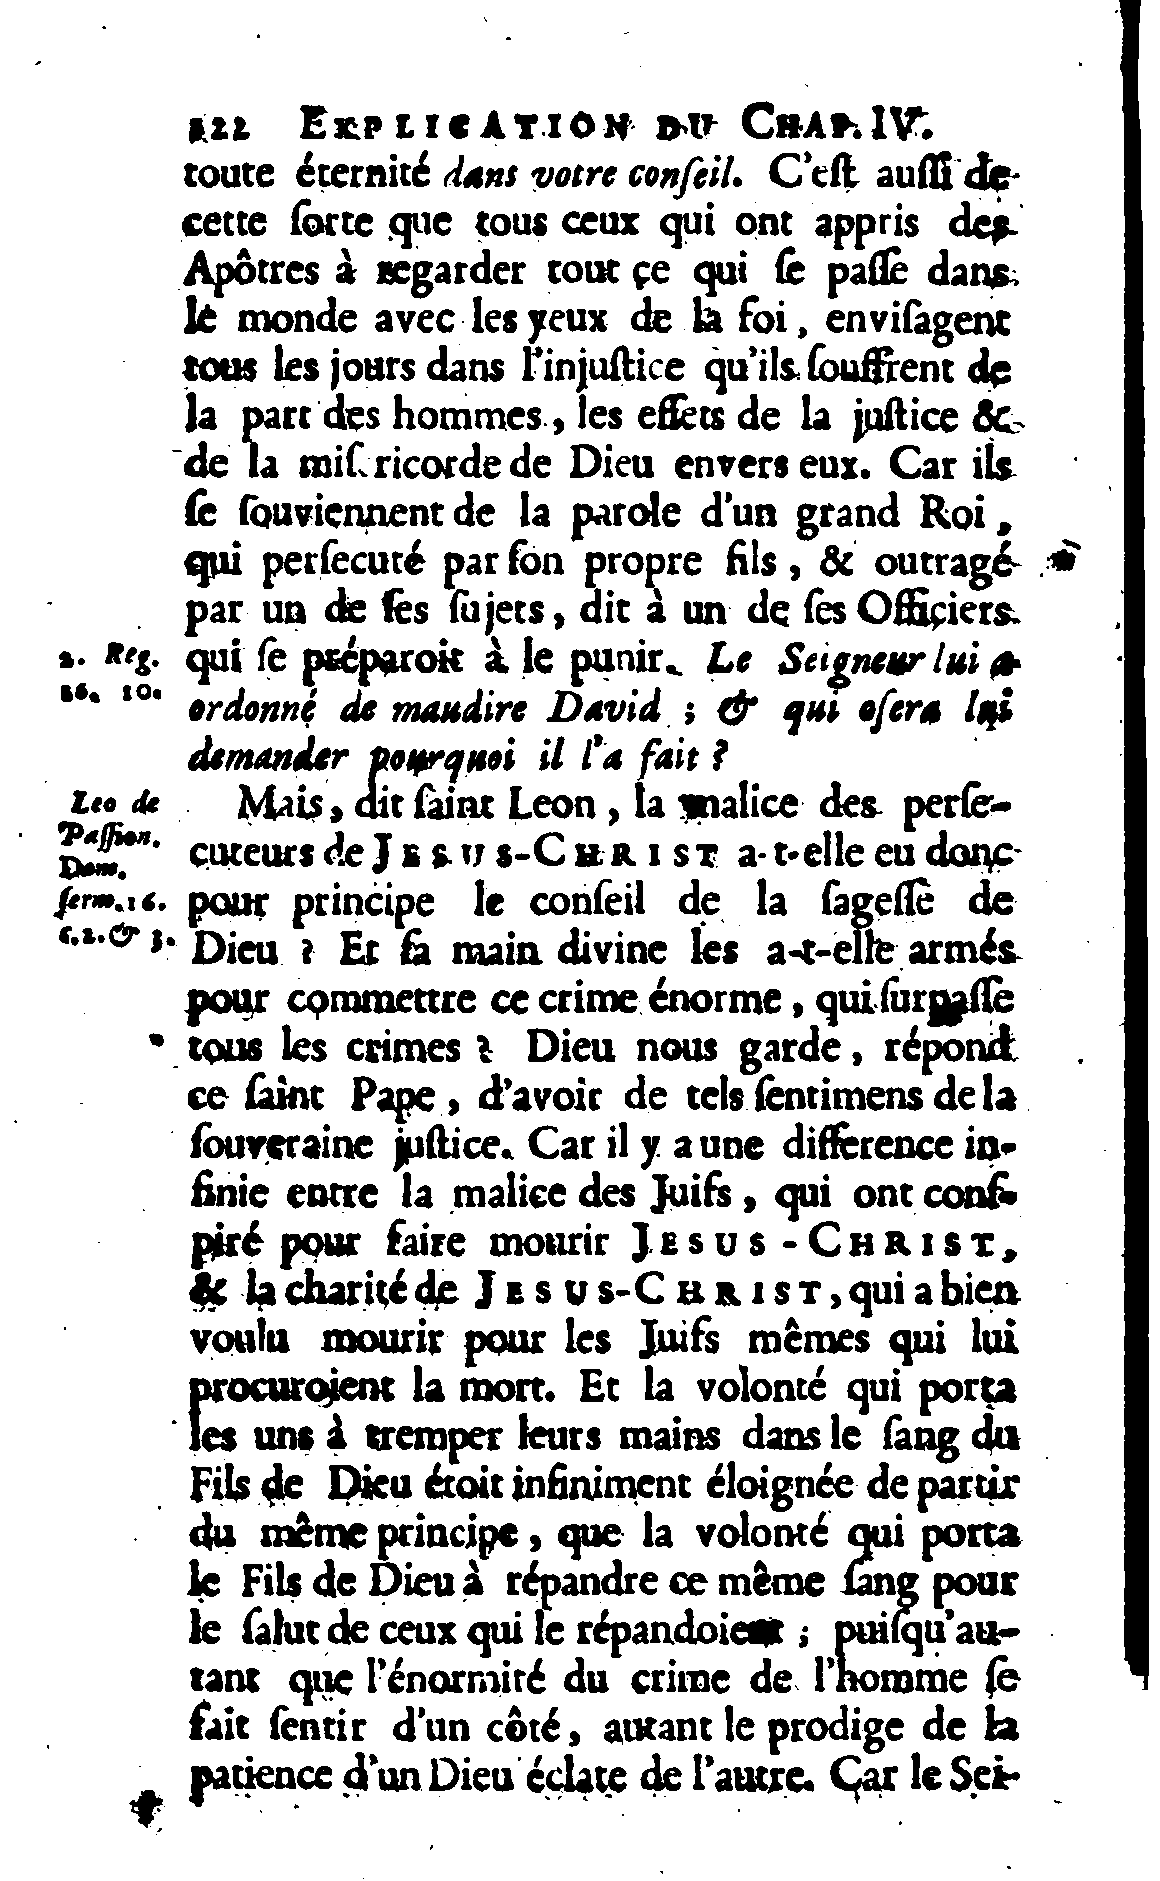 122 EXPLICATION DU CHAP. IV.
toute éternité dans votre conſeil. C'eſt auſſi de
cette ſorte que tous ceux qui ont appris des
Apôtres à regarder tout ce qui ſe paſſe dans
le monde avec les yeux de la foi, enviſagent
tous les jours dans l'injuſtice qu'ils ſouffrent de
la part des hommes, les effets de la juſtice &
de la miſericorde de Dieu envers eux. Car ils
ſe ſouviennent de la parole d'un grand Roi,
qui perſecuté par ſon propre fils, & outragé
par un de ſes ſujets, dit à un de ſes Officiers
2. Reg.
16. 10.
qui ſe préparoit à le punir. Le Seigneur lui a
ordonné de maudire David ; & qui oſera lui
demander pourquoi il l'a fait ?
Leo de
Paſſion.
Dom.
ſerm. 16.
c. 2. & 3.
Mais, dit ſaint Leon, la malice des perſe-
cuteurs de JESUS-CHRIST a-t-elle eu donc
pour principe le conſeil de la ſageſſe de
Dieu ? Et ſa main divine les a-t-elle armés
pour commettre ce crime énorme, qui ſurpaſſe
tous les crimes ? Dieu nous garde, répond
ce ſaint Pape, d'avoir de tels ſentimens de la
ſouveraine juſtice. Car il y a une difference in-
finie entre la malice des Juifs, qui ont conſ-
piré pour faire mourir JESUS-CHRIST,
& la charité de JESUS-CHRIST, qui a bien
voulu mourir pour les Juifs mêmes qui lui
procuroient la mort. Et la volonté qui porta
les uns à tremper leurs mains dans le ſang du
Fils de Dieu étoit infiniment éloignée de partir
du même principe, que la volonté qui porta
le Fils de Dieu à répandre ce même ſang pour
le ſalut de ceux qui le répandoient ; puiſqu'au-
tant que l'énormité du crime de l'homme ſe
fait ſentir d'un côté, autant le prodige de la
patience d'un Dieu éclate de l'autre. Car le Sei-